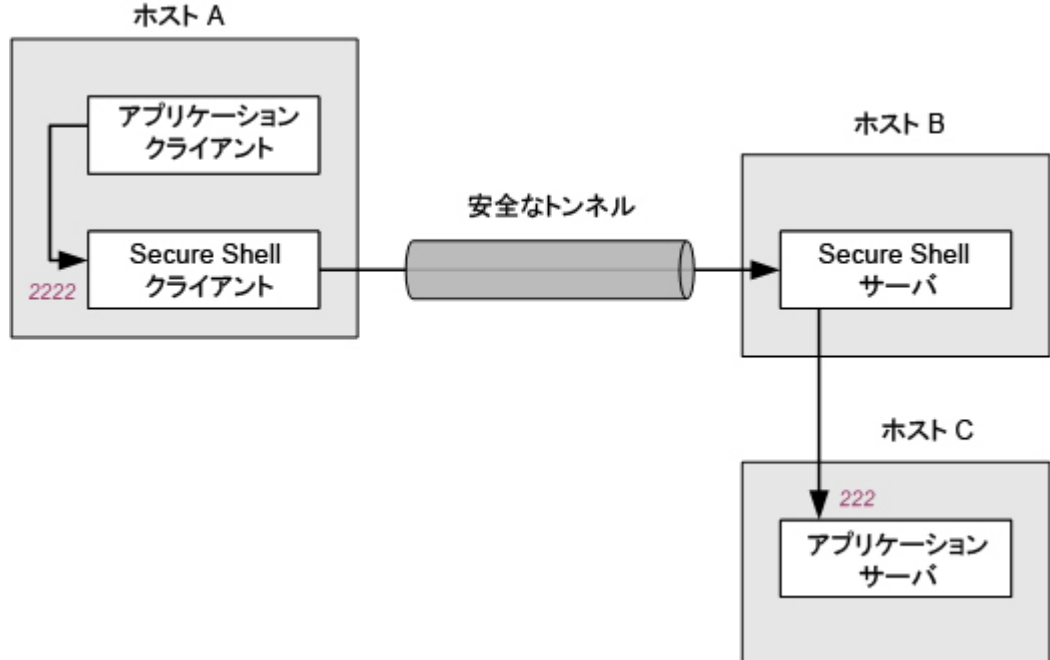 ホスト A
アプリケーション
クライアント
Secure Shell
クライアント
2222
安全なトンネル
ホスト B
Secure Shell
サーバ
ホスト C
222
アプリケーション
サーバ